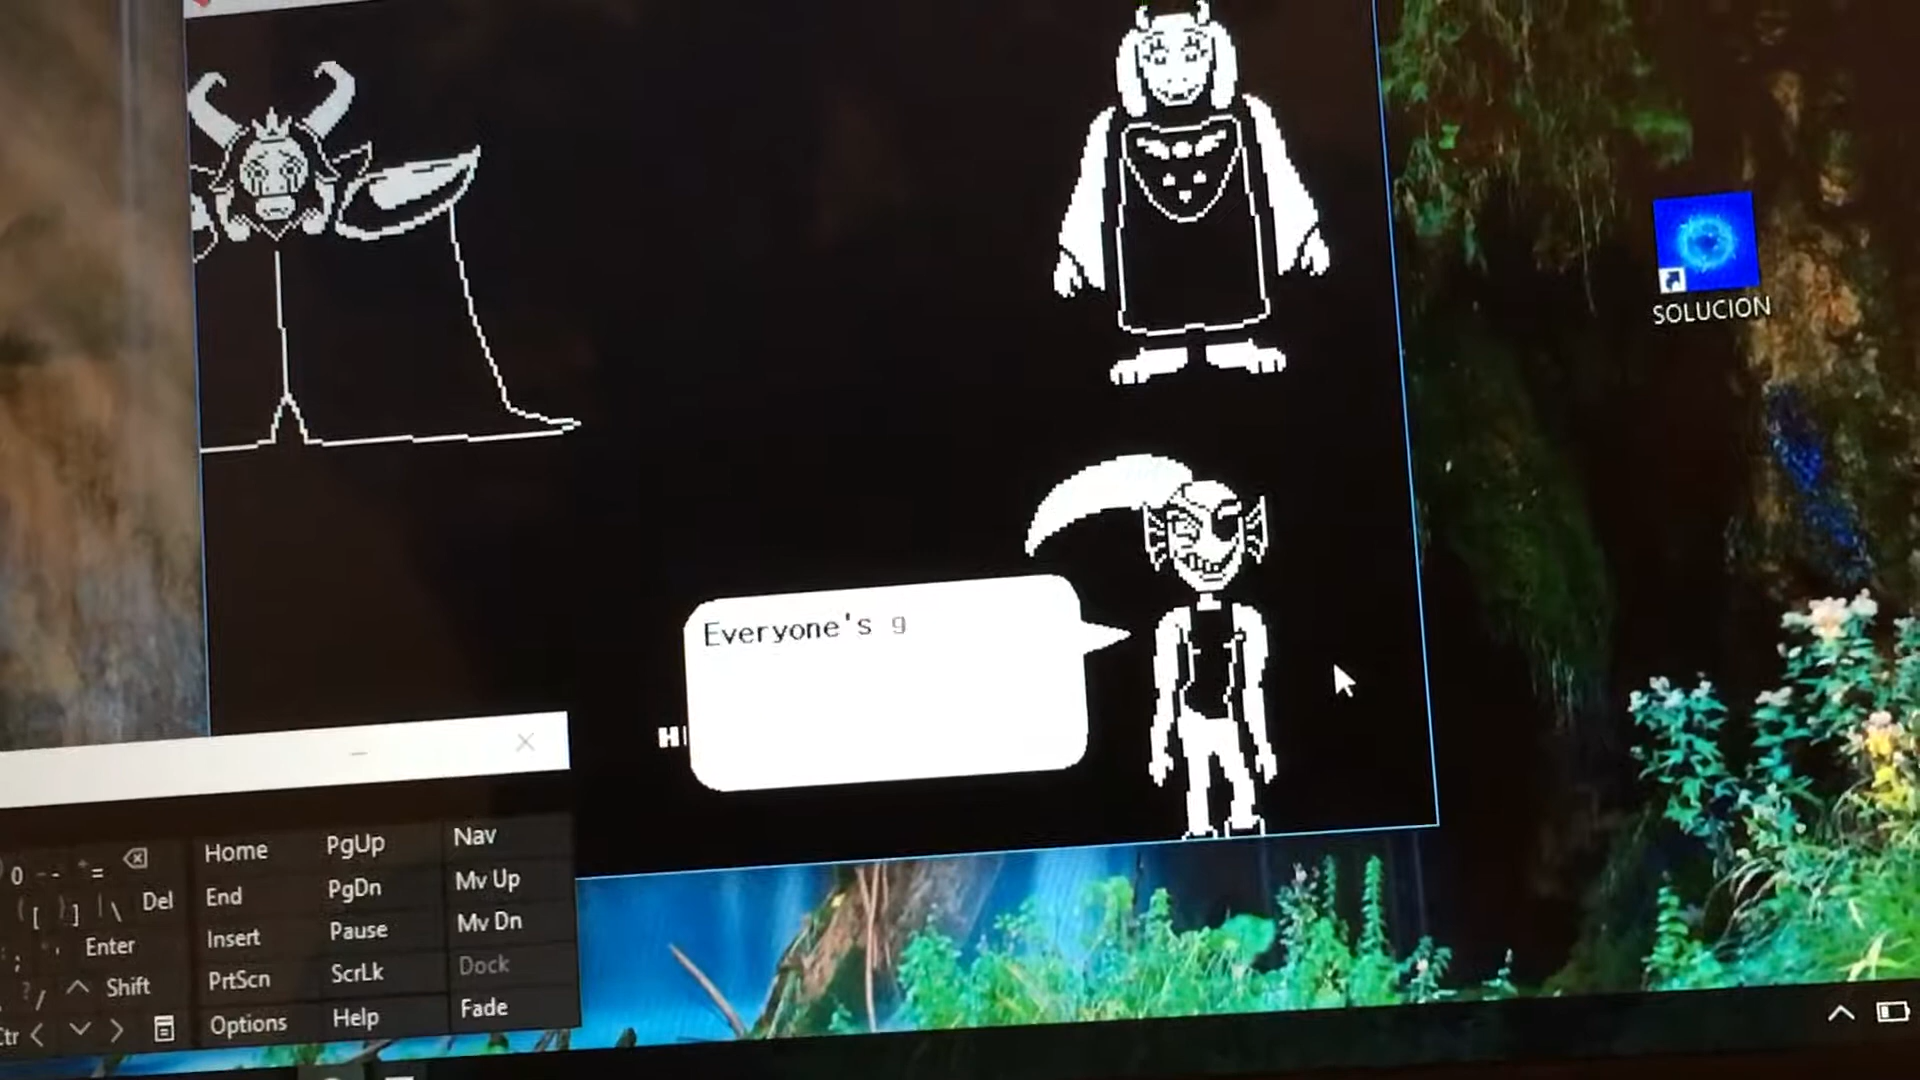 SOLUCION
Everyone's g
H
0 - - + =
Del
Enter
Shift
Home
End
Insert
PrtScn
Options
PgUp
PgDn
Pause
ScrLk
Help
Nav
Mv Up
Mv Dn
Dock
Fade